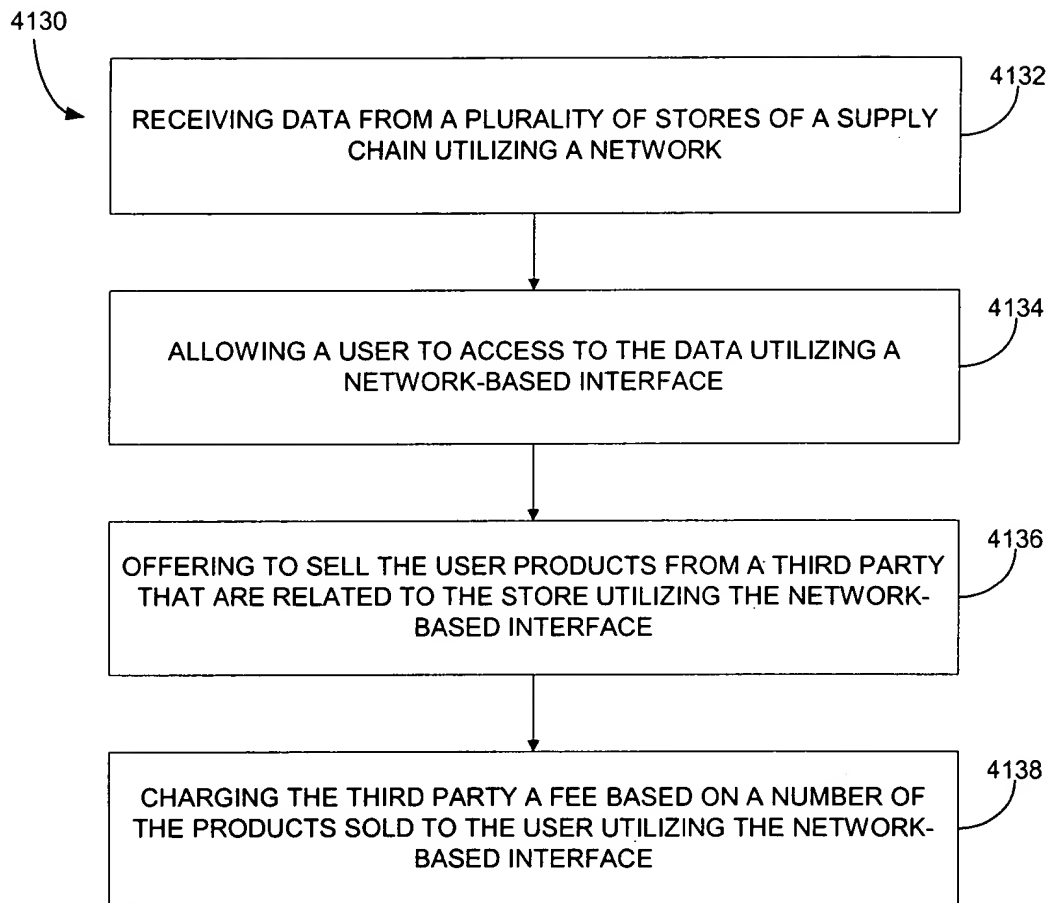 4130
4132
RECEIVING DATA FROM A PLURALITY OF STORES OF A SUPPLY
CHAIN UTILIZING A NETWORK
4134
ALLOWING A USER TO ACCESS TO THE DATA UTILIZING A
NETWORK-BASED INTERFACE
4136
OFFERING TO SELL THE USER PRODUCTS FROM A THIRD PARTY
THAT ARE RELATED TO THE STORE UTILIZING THE NETWORK-
BASED INTERFACE
4138
CHARGING THE THIRD PARTY A FEE BASED ON A NUMBER OF
THE PRODUCTS SOLD TO THE USER UTILIZING THE NETWORK-
BASED INTERFACE